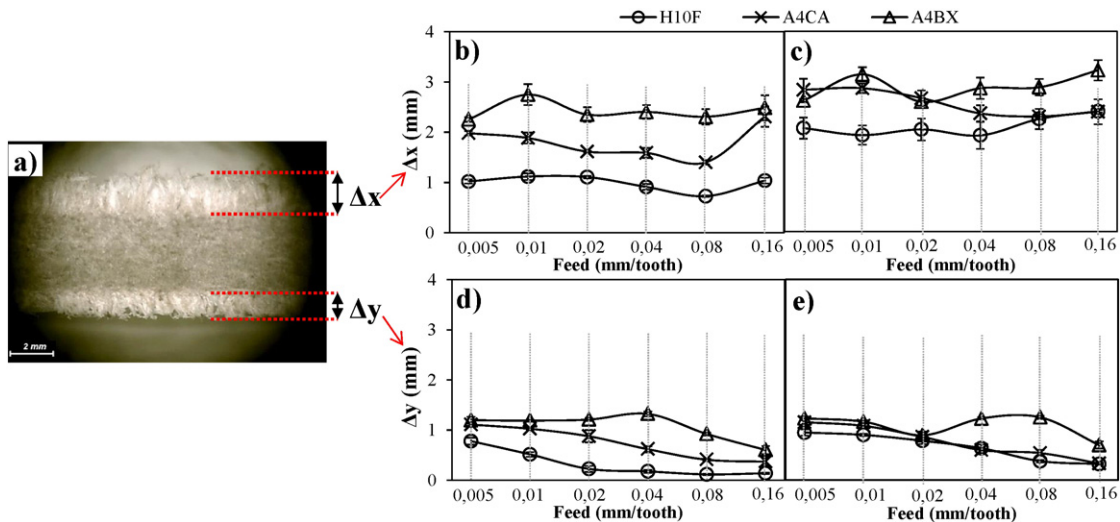 H10F A4CA A4BX
a)
Δx
Δy
2 mm
b)
Δx (mm)
4
3
2
1
0
0,005 0,01 0,02 0,04 0,08 0,16
Feed (mm/tooth)
c)
0,005 0,01 0,02 0,04 0,08 0,16
Feed (mm/tooth)
d)
Δy (mm)
4
3
2
1
0
0,005 0,01 0,02 0,04 0,08 0,16
Feed (mm/tooth)
e)
0,005 0,01 0,02 0,04 0,08 0,16
Feed (mm/tooth)